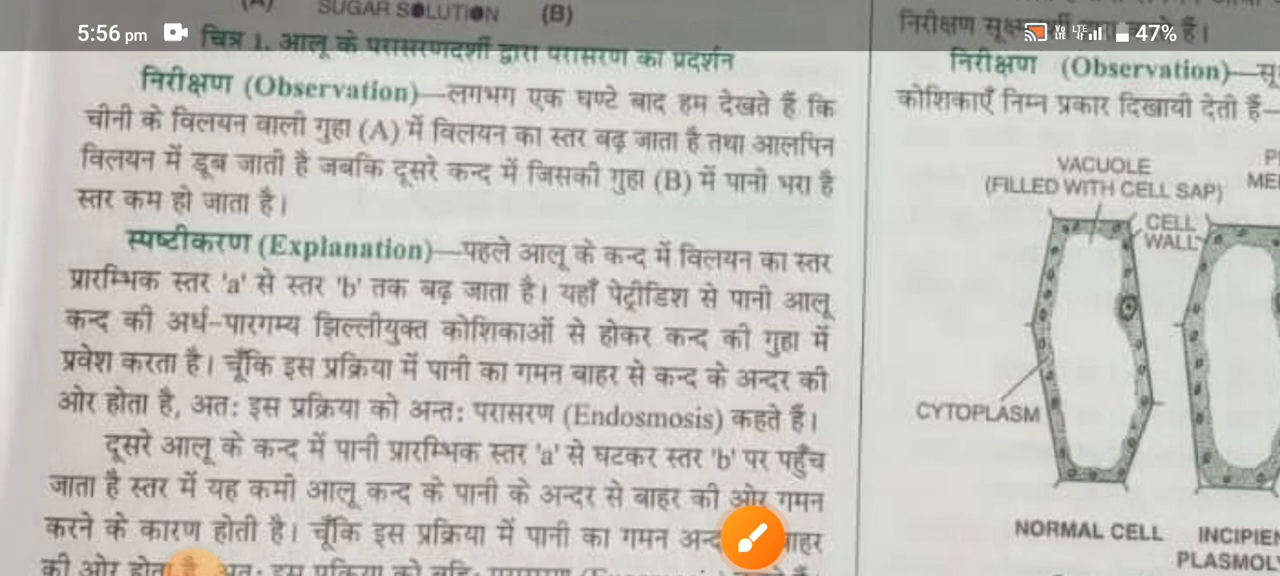 5:56 pm
47%
(A) SUGAR SOLUTION (B)
चित्र 1. आलू के परासरणदर्शी द्वारा परासरण का प्रदर्शन
निरीक्षण (Observation)—लगभग एक घण्टे बाद हम देखते हैं कि
चीनी के विलयन वाली गुहा (A) में विलयन का स्तर बढ़ जाता है तथा आलपिन
विलयन में डूब जाती है जबकि दूसरे कन्द में जिसकी गुहा (B) में पानी भरा है
स्तर कम हो जाता है।
स्पष्टीकरण (Explanation)—पहले आलू के कन्द में विलयन का स्तर
प्रारम्भिक स्तर 'a' से स्तर 'b' तक बढ़ जाता है। यहाँ पेट्रीडिश से पानी आलू
कन्द की अर्ध-पारगम्य झिल्लीयुक्त कोशिकाओं से होकर कन्द की गुहा में
प्रवेश करता है। चूँकि इस प्रक्रिया में पानी का गमन बाहर से कन्द के अन्दर की
ओर होता है, अतः इस प्रक्रिया को अन्तः परासरण (Endosmosis) कहते हैं।
दूसरे आलू के कन्द में पानी प्रारम्भिक स्तर 'a' से घटकर स्तर 'b' पर पहुँच
जाता है स्तर में यह कमी आलू कन्द के पानी के अन्दर से बाहर की ओर गमन
करने के कारण होती है। चूँकि इस प्रक्रिया में पानी का गमन
की ओर
निरीक्षण
हैं।
निरीक्षण (Observation)—
कोशिकाएँ निम्न प्रकार दिखायी देती हैं—
VACUOLE
(FILLED WITH CELL SAP)
CELL
WALL
CYTOPLASM
NORMAL CELL